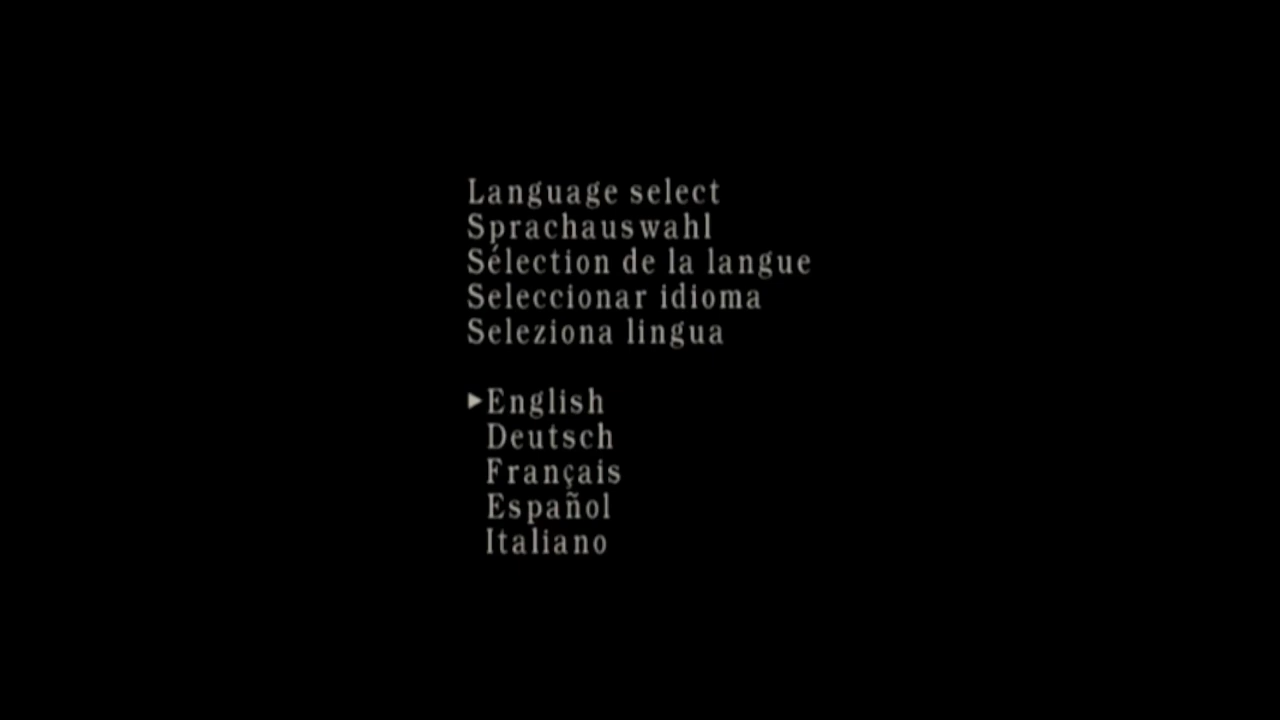 Language select
Sprachauswahl
Sélection de la langue
Seleccionar idioma
Seleziona lingua
►English
Deutsch
Français
Español
Italiano